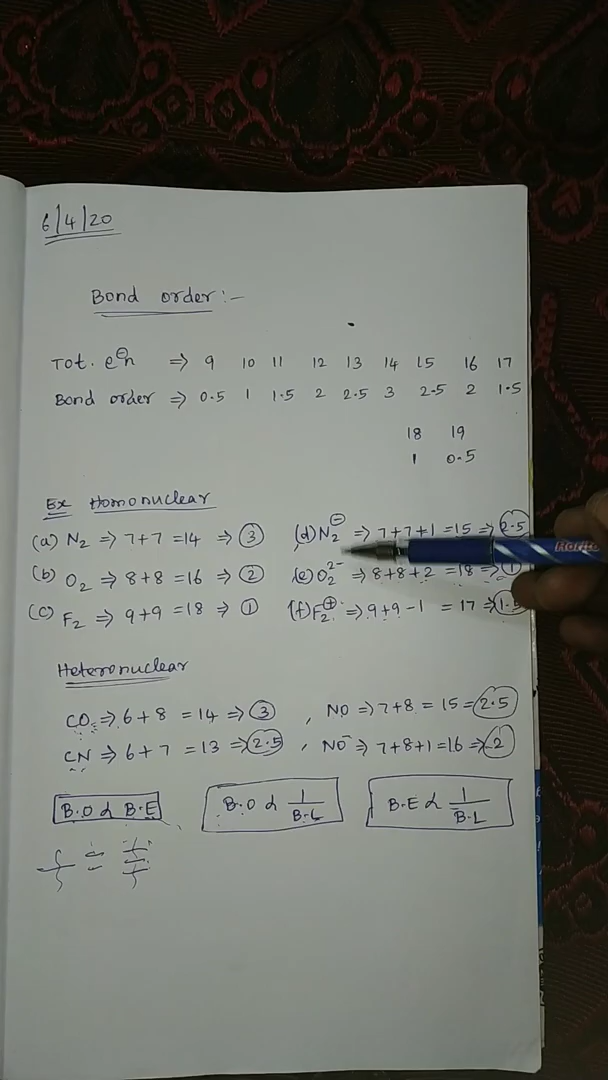 6/4/20
Bond order:-
Tot. e⊖n ⇒ 9 10 11 12 13 14 15 16 17
Bond order ⇒ 0.5 1 1.5 2 2.5 3 2.5 2 1.5
18 19
1 0.5
Ex Homonuclear
(a) N₂ ⇒ 7+7 = 14 ⇒ 3 (d) N₂⊖ ⇒ 7+7+1 = 15 ⇒ 2.5
(b) O₂ ⇒ 8+8 = 16 ⇒ 2 (e) O₂²⁻ ⇒ 8+8+2 = 18 ⇒ 1
(c) F₂ ⇒ 9+9 = 18 ⇒ 1 (f) F₂⊕ ⇒ 9+9-1 = 17 ⇒ 1.5
Heteronuclear
CO ⇒ 6+8 = 14 ⇒ 3 , NO ⇒ 7+8 = 15 = 2.5
CN ⇒ 6+7 = 13 ⇒ 2.5 , NO⁻ ⇒ 7+8+1 = 16 ⇒ 2
B.O α B.E B.O α 1/B.L B.E α 1/B.L